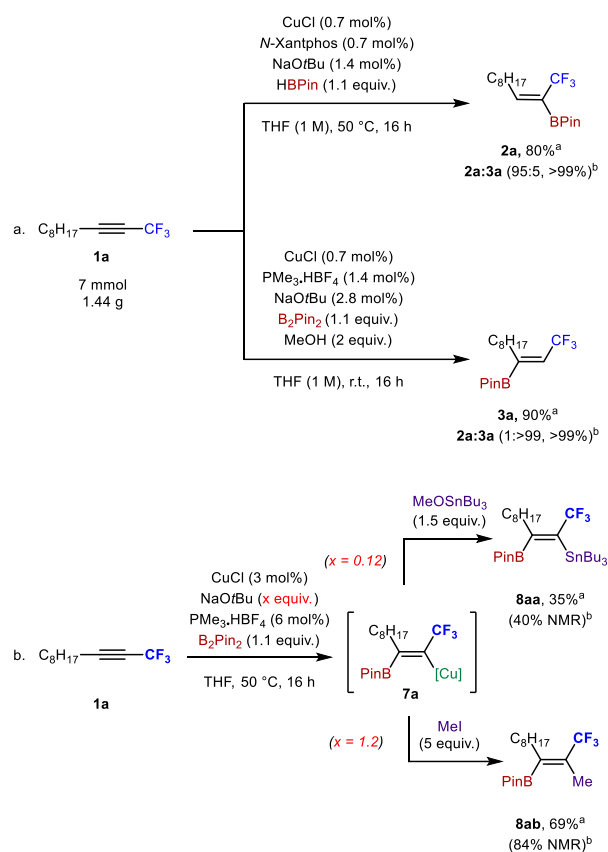 CuCl (0.7 mol%)
N-Xantphos (0.7 mol%)
NaOtBu (1.4 mol%)
HBPin (1.1 equiv.)
THF (1 M), 50 °C, 16 h
C8H17
CF3
BPin
2a, 80%a
2a:3a (95:5, >99%)b
a.
C8H17
CF3
1a
7 mmol
1.44 g
CuCl (0.7 mol%)
PMe3.HBF4 (1.4 mol%)
NaOtBu (2.8 mol%)
B2Pin2 (1.1 equiv.)
MeOH (2 equiv.)
THF (1 M), r.t., 16 h
C8H17
CF3
PinB
3a, 90%a
2a:3a (1:>99, >99%)b
b.
C8H17
CF3
1a
CuCl (3 mol%)
NaOtBu (x equiv.)
PMe3.HBF4 (6 mol%)
B2Pin2 (1.1 equiv.)
THF, 50 °C, 16 h
(x = 0.12)
MeOSnBu3
(1.5 equiv.)
C8H17
CF3
PinB
SnBu3
8aa, 35%a
(40% NMR)b
C8H17
CF3
PinB
[Cu]
7a
(x = 1.2)
MeI
(5 equiv.)
C8H17
CF3
PinB
Me
8ab, 69%a
(84% NMR)b